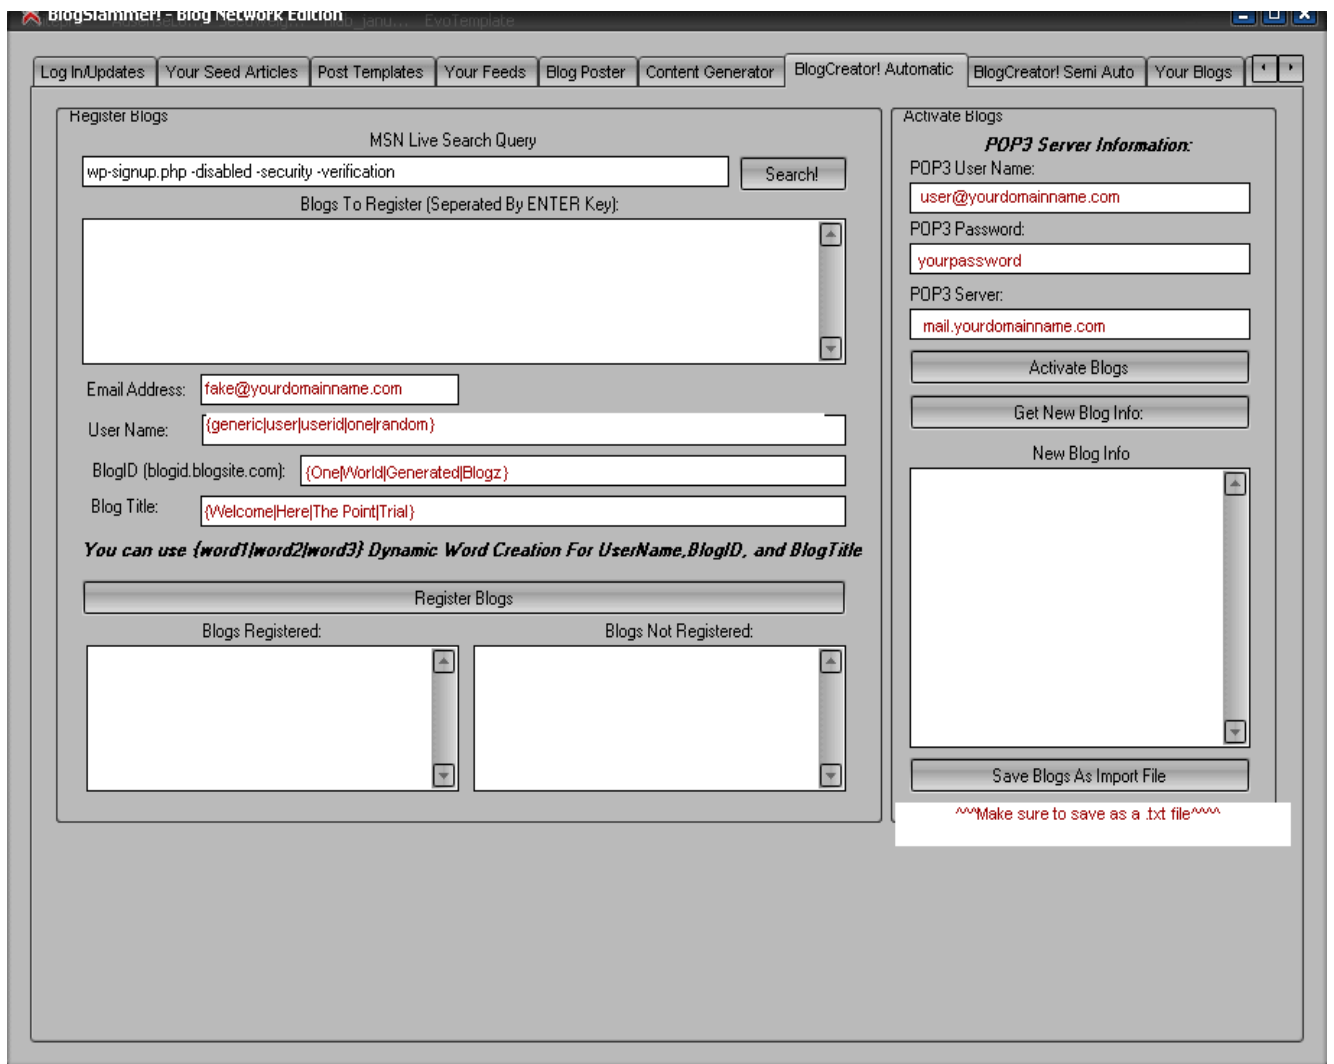 BlogSlammer! - Blog Network Edition
EvoTemplate
Log In/Updates Your Seed Articles Post Templates Your Feeds Blog Poster Content Generator BlogCreator! Automatic BlogCreator! Semi Auto Your Blogs
Register Blogs
MSN Live Search Query
wp-signup.php -disabled -security -verification
Search!
Blogs To Register (Seperated By ENTER Key):
Email Address: fake@yourdomainname.com
User Name: {generic|user|userid|one|random}
BlogID (blogid.blogsite.com): {One|World|Generated|Blogz}
Blog Title: {Welcome|Here|The Point|Trial}
You can use {word1|word2|word3} Dynamic Word Creation For UserName,BlogID, and BlogTitle
Register Blogs
Blogs Registered: Blogs Not Registered:
Activate Blogs
POP3 Server Information:
POP3 User Name:
user@yourdomainname.com
POP3 Password:
yourpassword
POP3 Server:
mail.yourdomainname.com
Activate Blogs
Get New Blog Info:
New Blog Info
Save Blogs As Import File
^^^Make sure to save as a .txt file^^^^